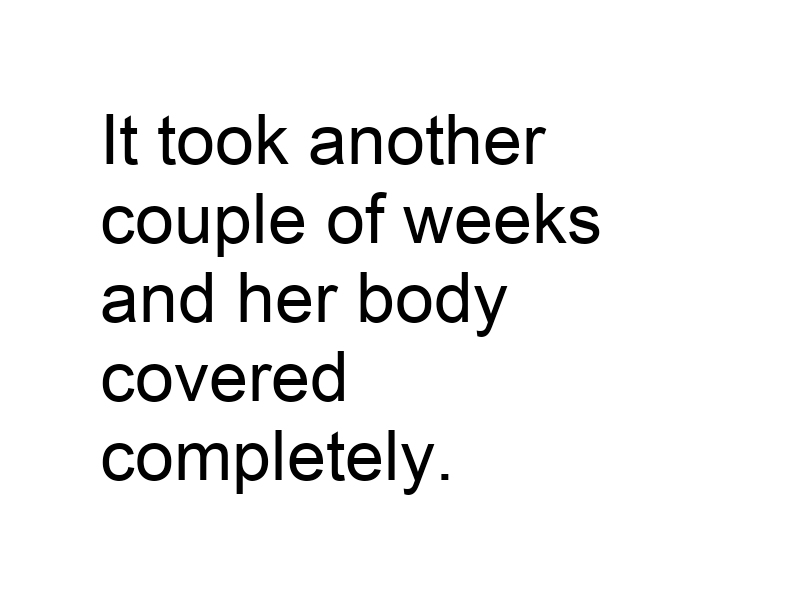 It took another
couple of weeks
and her body
covered
completely.